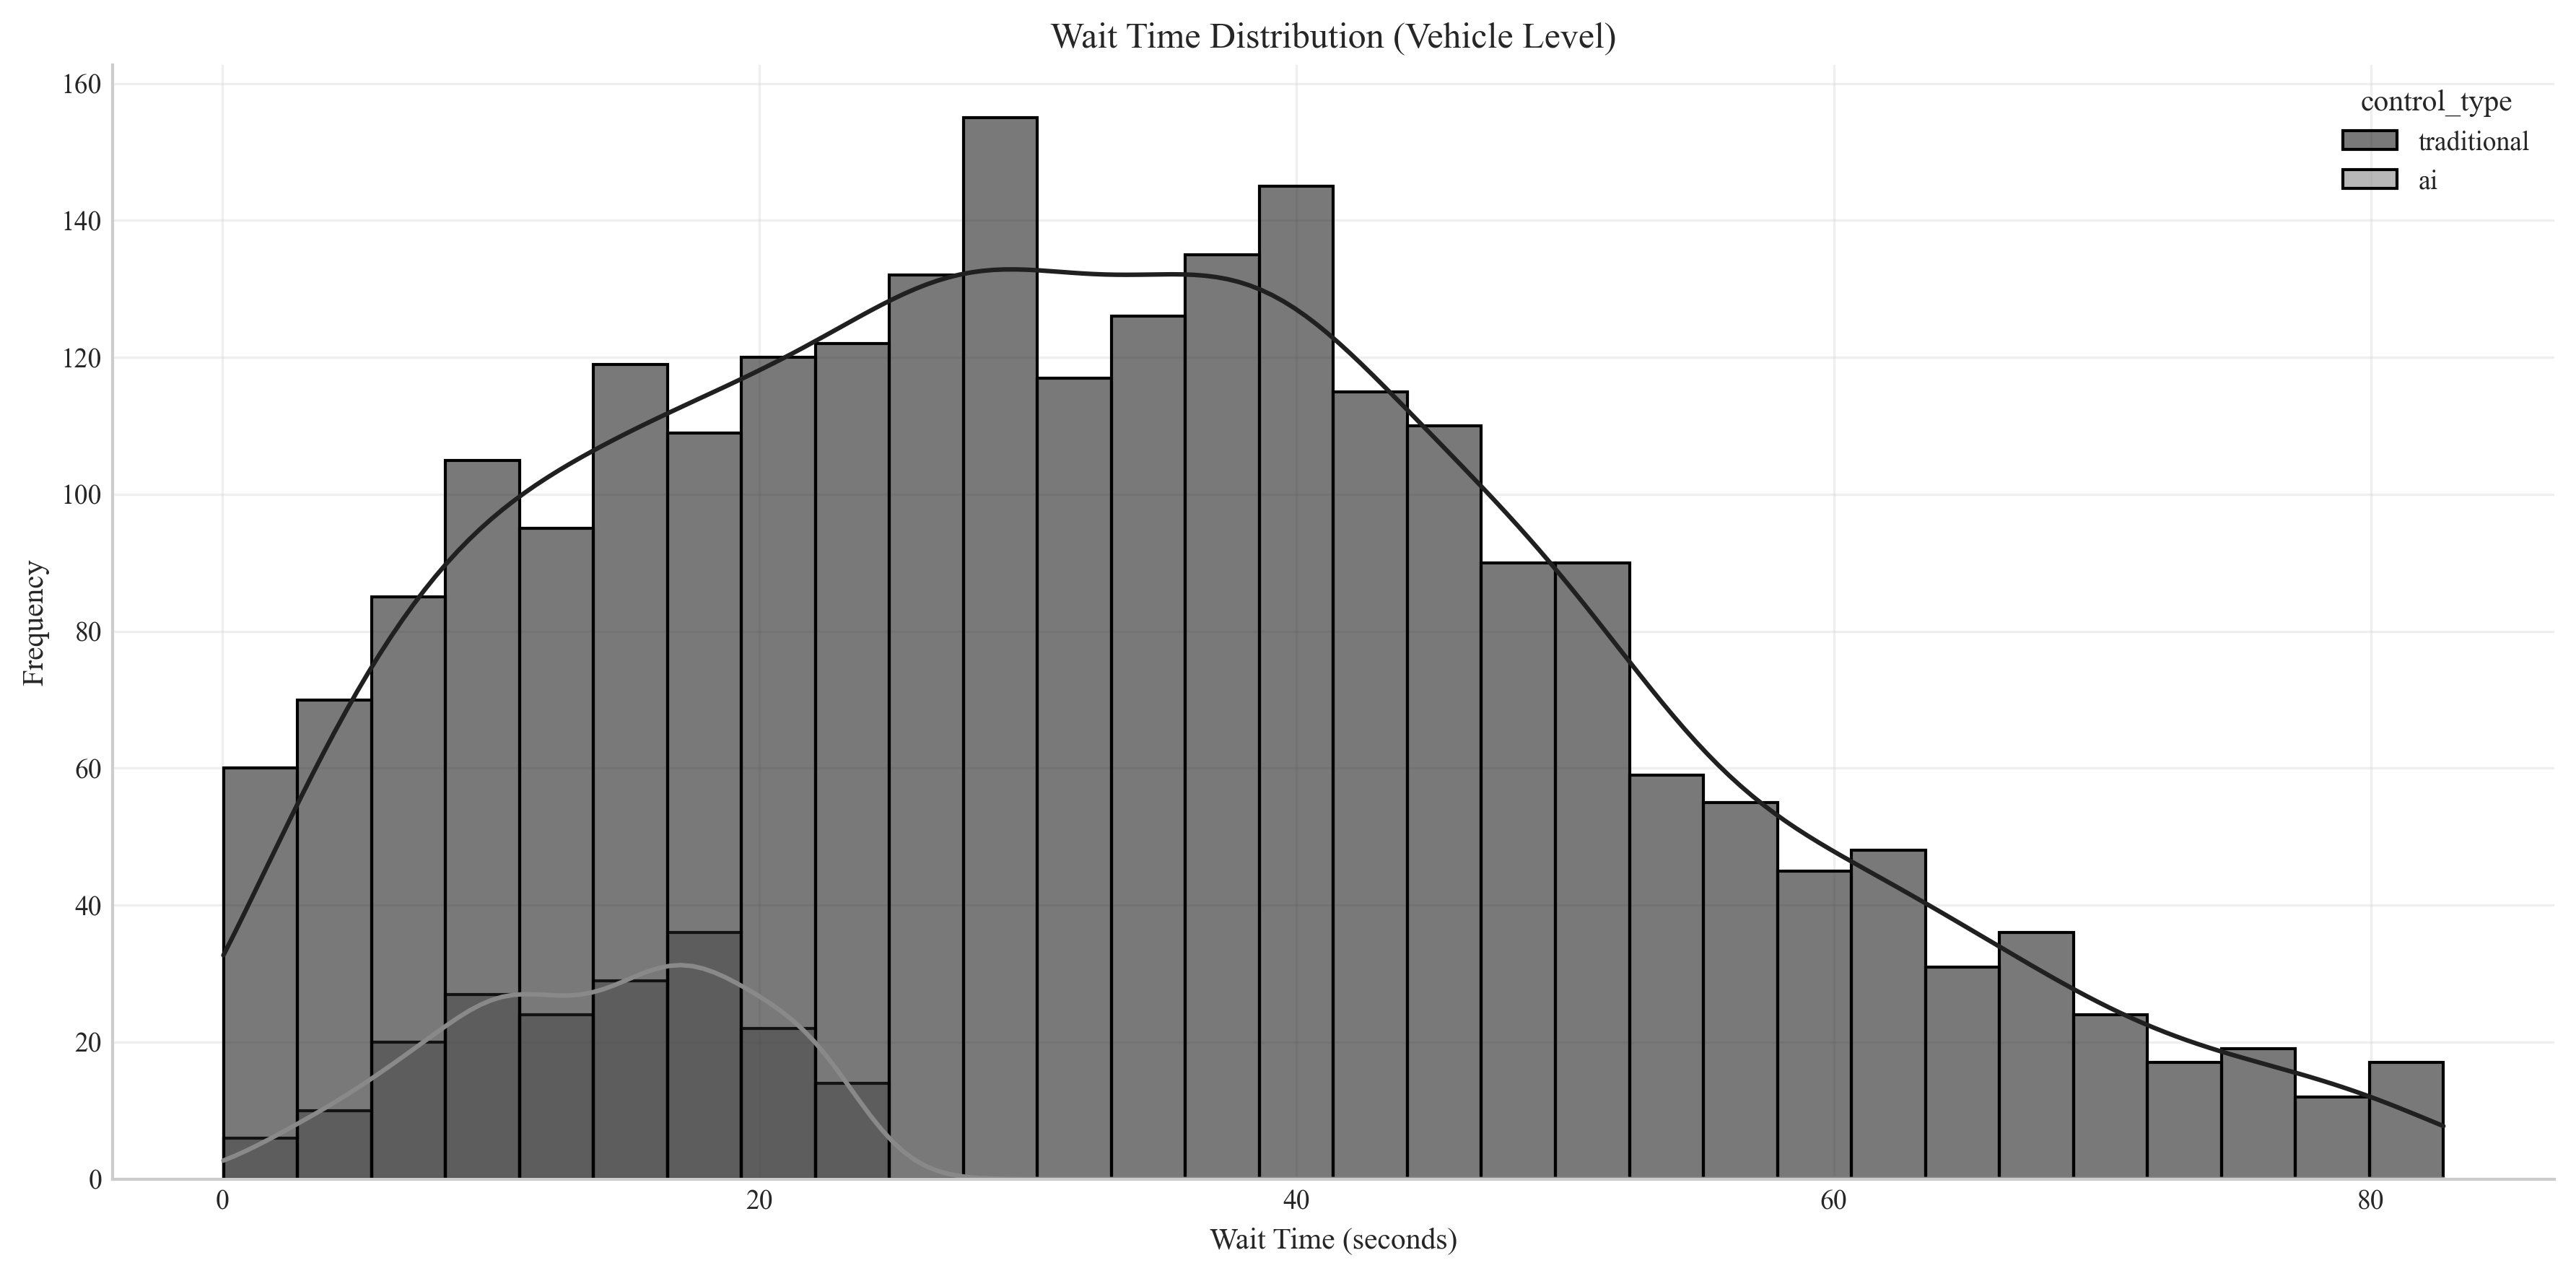 Wait Time Distribution (Vehicle Level)
160
140
120
100
80
60
40
20
0
Frequency
control_type
traditional
ai
0 20 40 60 80
Wait Time (seconds)